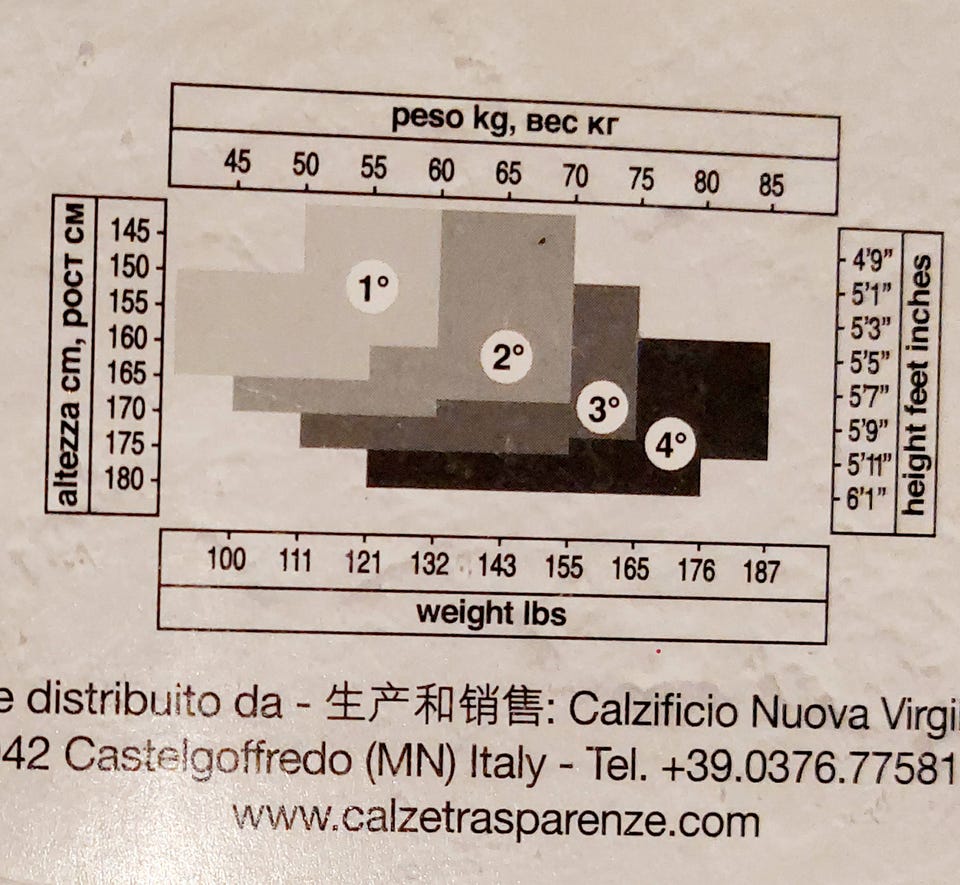 peso kg, вес кг
45 50 55 60 65 70 75 80 85
altezza cm, рост см
145
150
155
160
165
170
175
180
1°
2°
3°
4°
4'9"
5'1"
5'3"
5'5"
5'7"
5'9"
5'11"
6'1"
height feet inches
100 111 121 132 143 155 165 176 187
weight lbs
e distribuito da - 生产和销售: Calzificio Nuova Virgi
042 Castelgoffredo (MN) Italy - Tel. +39.0376.77581
www.calzetrasparenze.com